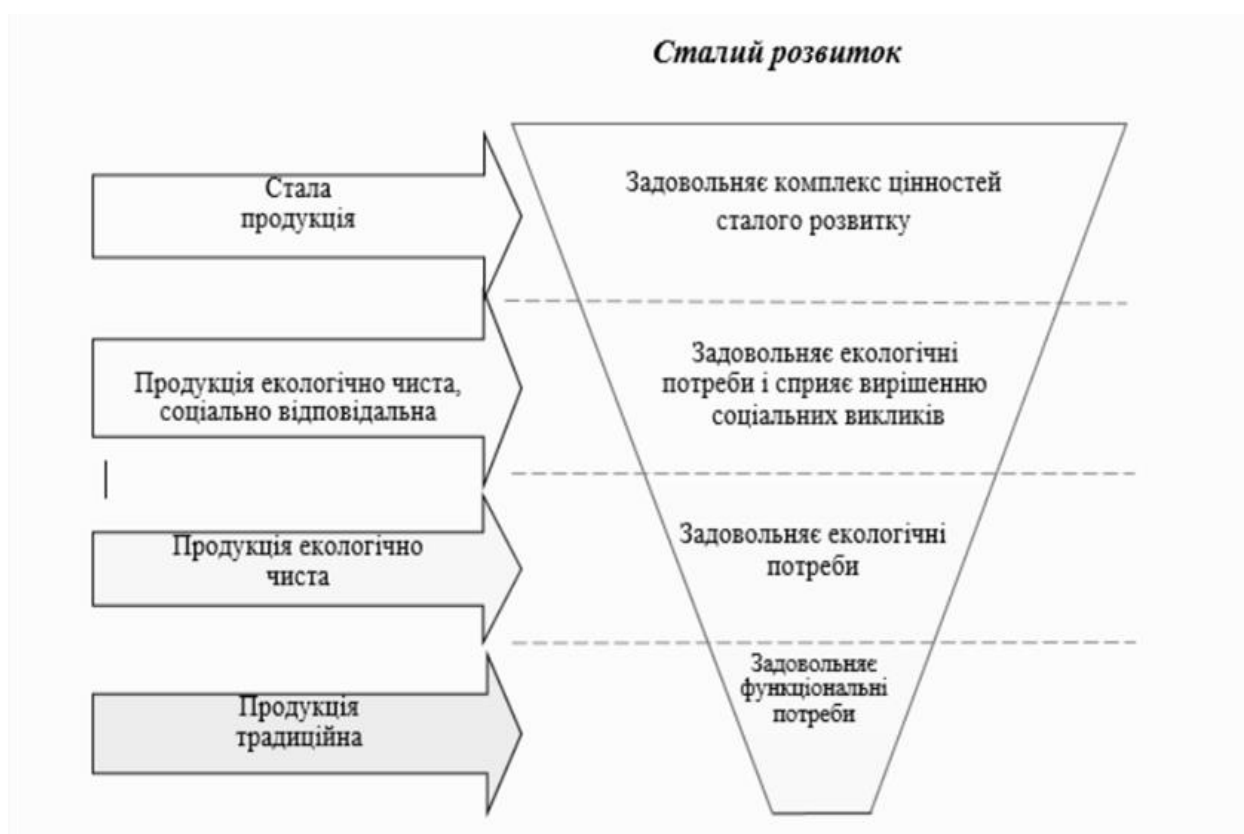 Сталий розвиток
Стала
продукція
Задовольняє комплекс цінностей
сталого розвитку
Продукція екологічно чиста,
соціально відповідальна
Задовольняє екологічні
потреби і сприяє вирішенню
соціальних викликів
Продукція екологічно
чиста
Задовольняє екологічні
потреби
Продукція
традиційна
Задовольняє
функціональні
потреби